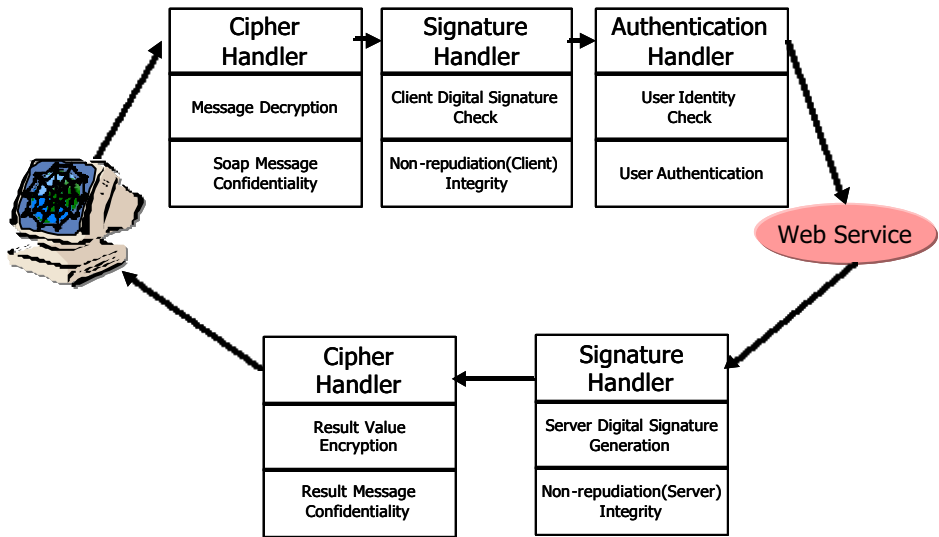 Cipher
Handler
Message Decryption
Soap Message
Confidentiality
Signature
Handler
Client Digital Signature
Check
Non-repudiation(Client)
Integrity
Authentication
Handler
User Identity
Check
User Authentication
Web Service
Cipher
Handler
Result Value
Encryption
Result Message
Confidentiality
Signature
Handler
Server Digital Signature
Generation
Non-repudiation(Server)
Integrity